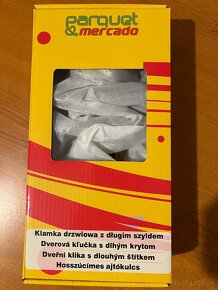 parquet
& mercado
Klamka drzwiowa z długim szyldem
Dverová kľučka s dlhým krytom
Dveřní klika s dlouhým štítkem
Hosszúcímes ajtókulcs